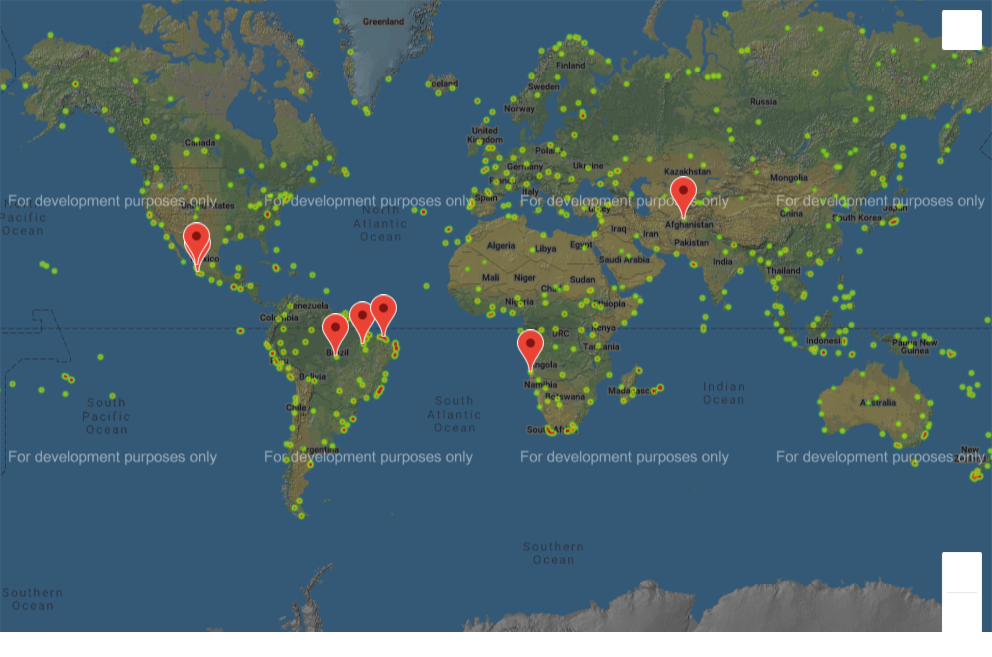 Greenland
Iceland
Finland
Sweden
Norway
Russia
United
Kingdom
Canada
Poland
Germany
Ukraine
Kazakhstan
Mongolia
Italy
Spain
For development purposes only
For development purposes only
For development purposes only
For development purposes only
United States
North
Atlantic
Ocean
Pacific
Ocean
China
South Korea
Japan
Afghanistan
Iraq
Iran
Pakistan
Algeria
Libya
Egypt
Saudi Arabia
India
Mali
Niger
Sudan
Thailand
Nigeria
Ethiopia
Venezuela
Colombia
Kenya
DRC
Tanzania
Indonesia
Papua New
Guinea
Brazil
Peru
Angola
Bolivia
Namibia
Botswana
Madagascar
Indian
Ocean
South
Pacific
Ocean
Chile
South
Atlantic
Ocean
Australia
South Africa
Argentina
New
For development purposes only
For development purposes only
For development purposes only
For development purposes only
Southern
Ocean
Southern
Ocean